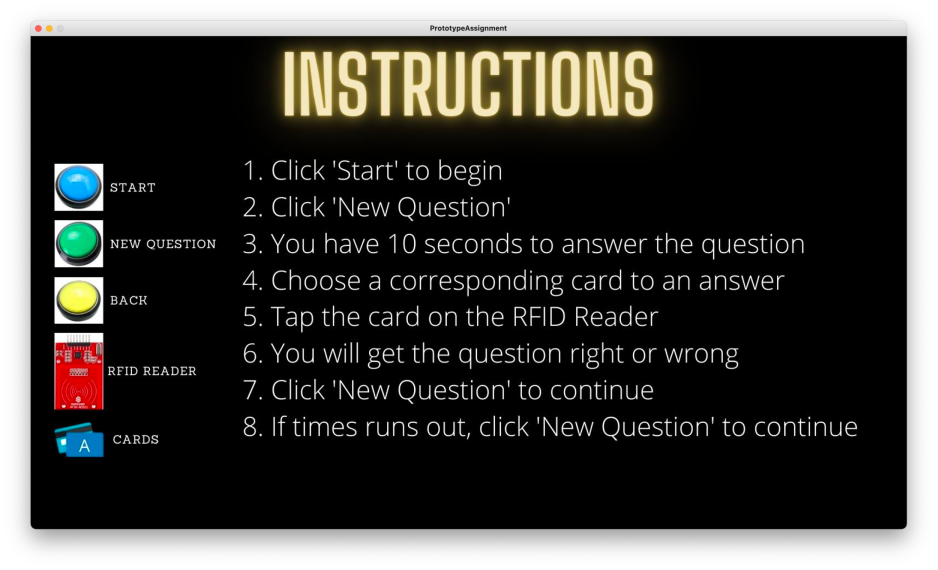 PrototypeAssignment
INSTRUCTIONS
START
NEW QUESTION
BACK
RFID READER
A
CARDS
1. Click 'Start' to begin
2. Click 'New Question'
3. You have 10 seconds to answer the question
4. Choose a corresponding card to an answer
5. Tap the card on the RFID Reader
6. You will get the question right or wrong
7. Click 'New Question' to continue
8. If times runs out, click 'New Question' to continue